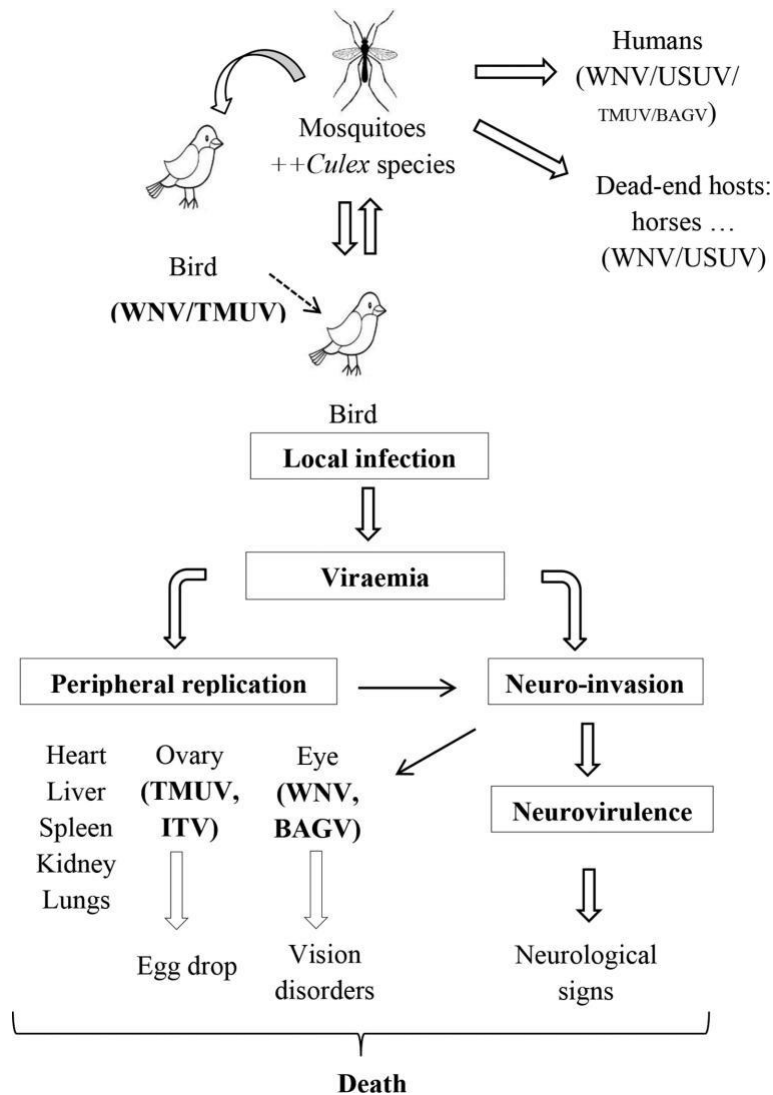 Humans
(WNV/USUV/
TMUV/BAGV)
Mosquitoes
++Culex species
Dead-end hosts:
horses …
(WNV/USUV)
Bird
(WNV/TMUV)
Bird
Local infection
Viraemia
Peripheral replication
Neuro-invasion
Heart
Liver
Spleen
Kidney
Lungs
Ovary
(TMUV,
ITV)
Eye
(WNV,
BAGV)
Neurovirulence
Egg drop
Vision
disorders
Neurological
signs
Death